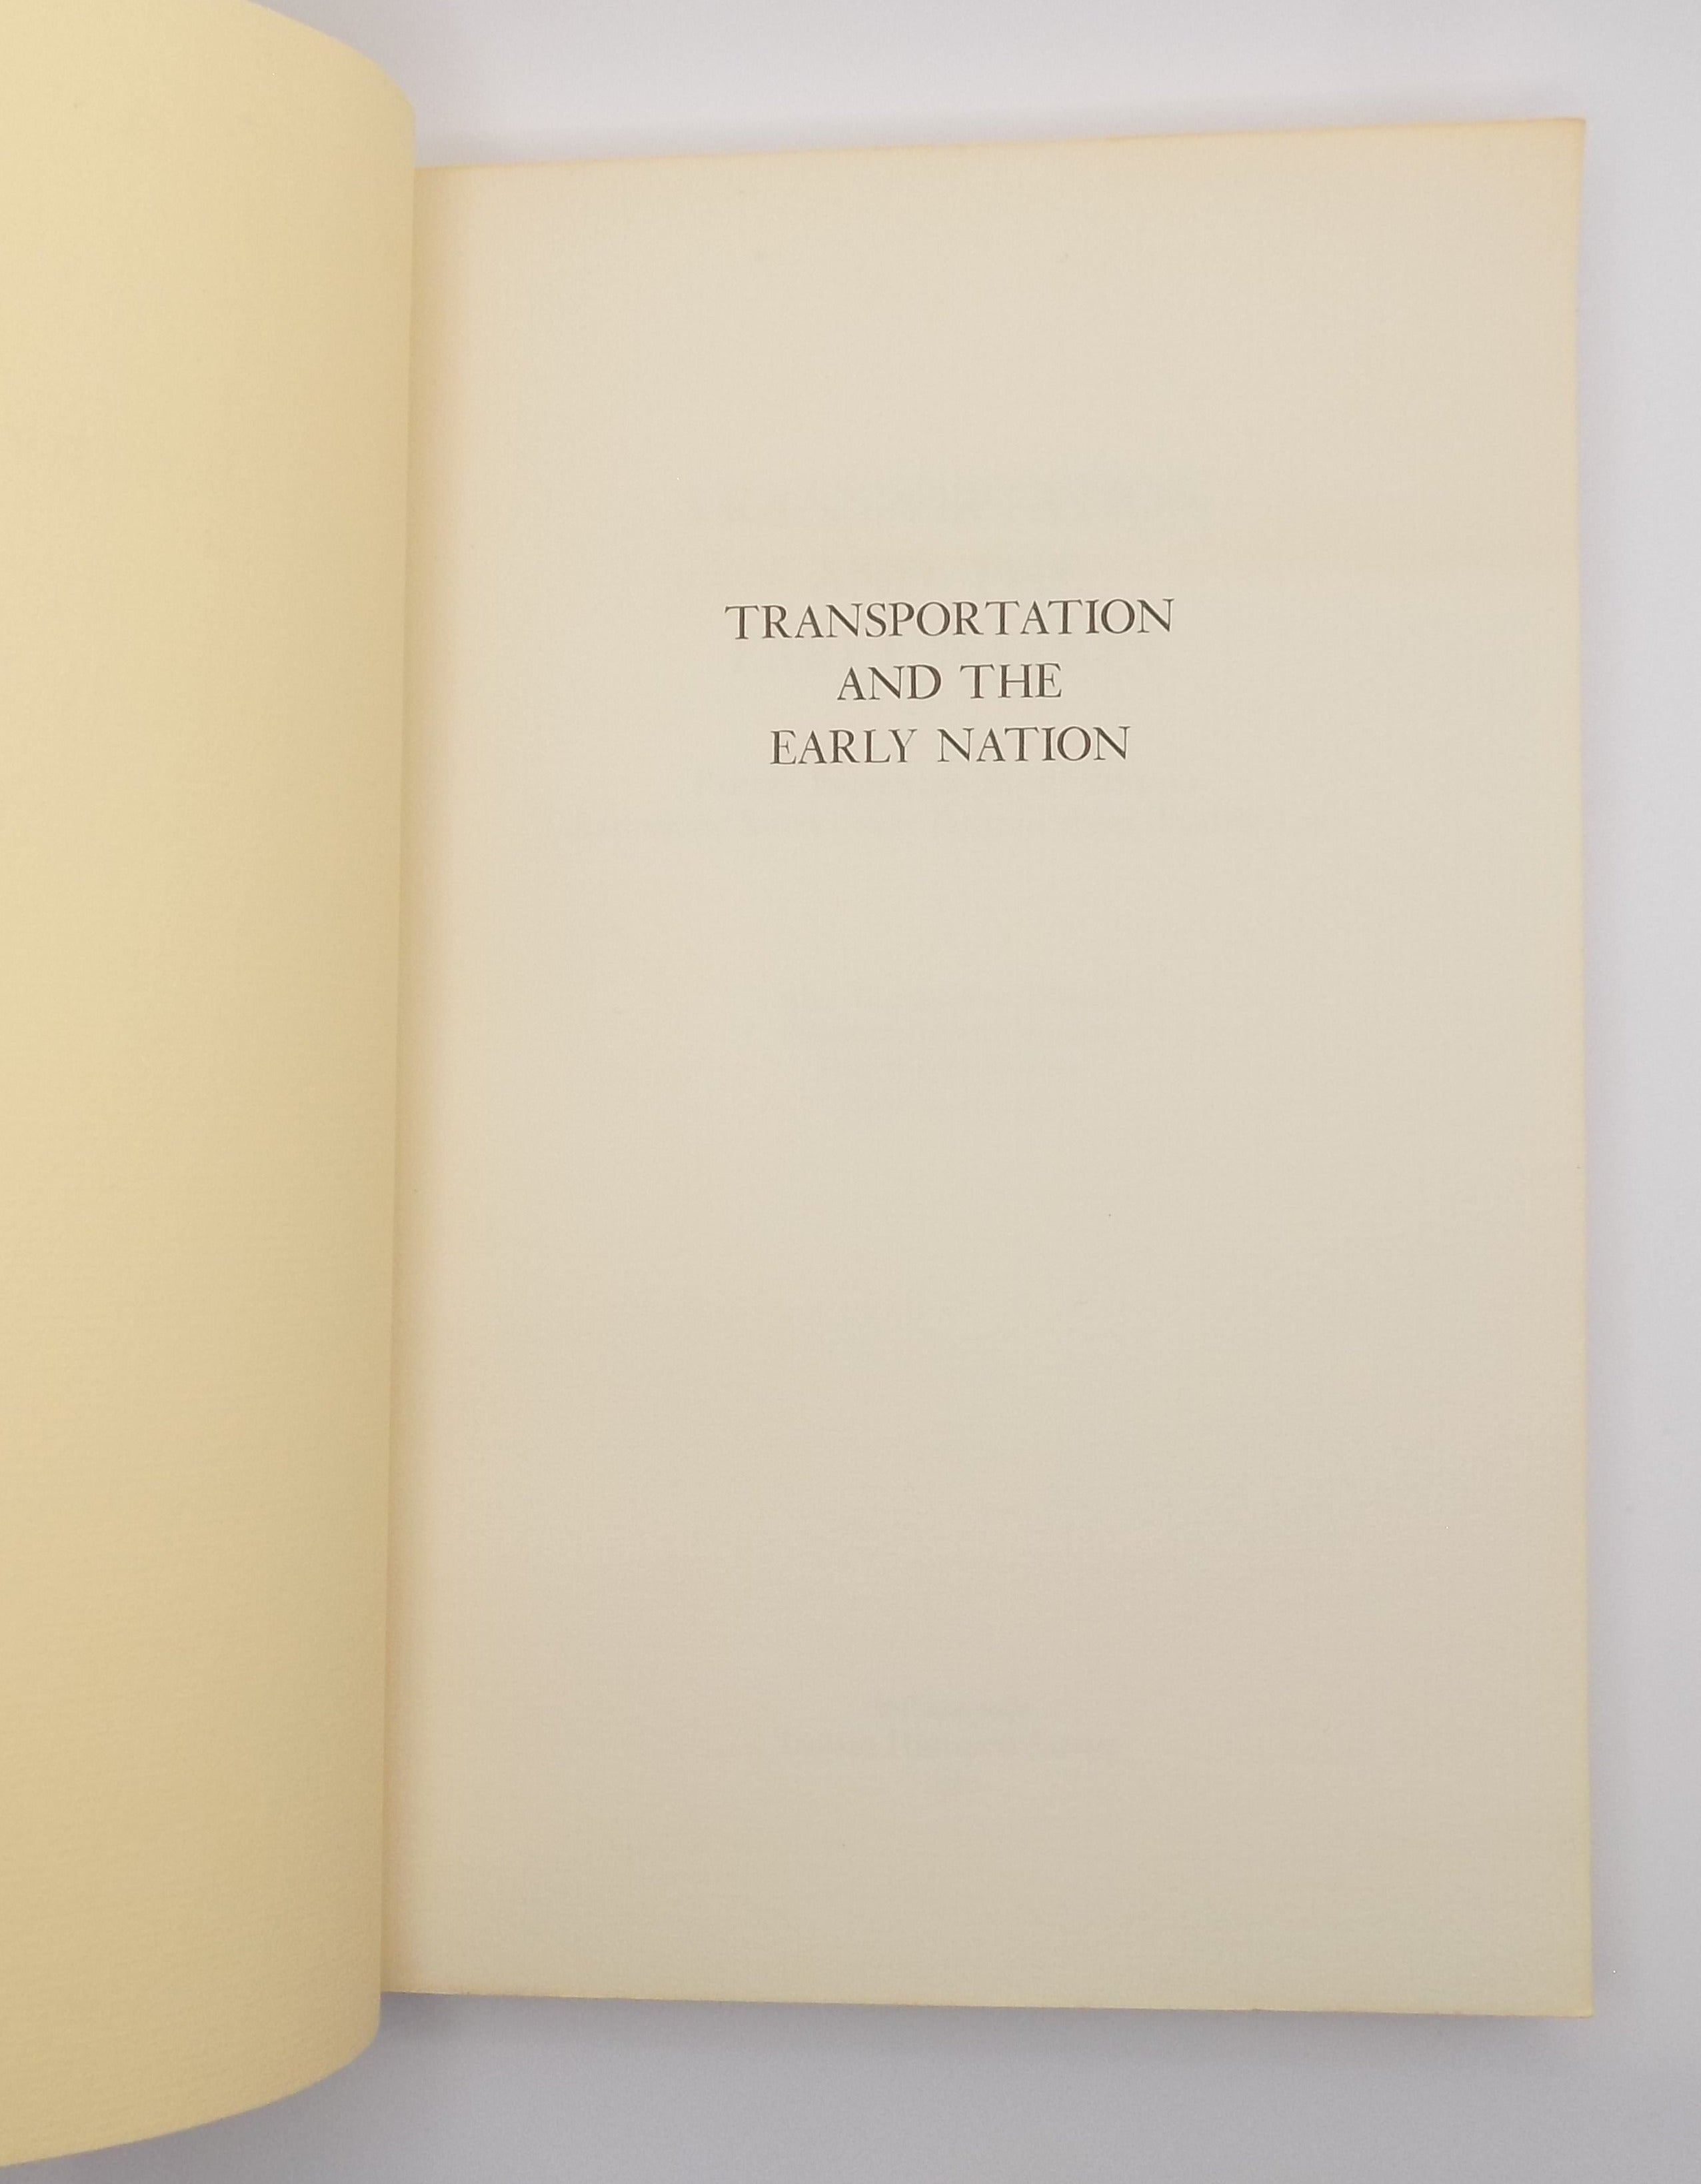 TRANSPORTATION
AND THE
EARLY NATION